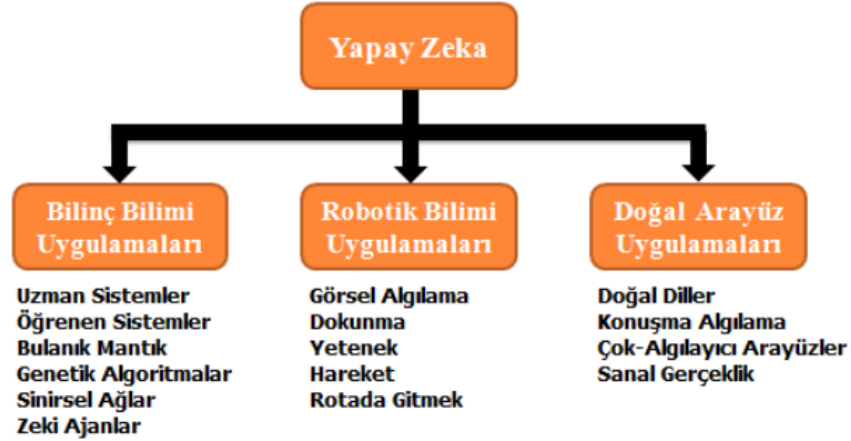 Yapay Zeka
Bilinç Bilimi
Uygulamaları
Uzman Sistemler
Öğrenen Sistemler
Bulanık Mantık
Genetik Algoritmalar
Sinirsel Ağlar
Zeki Ajanlar
Robotik Bilimi
Uygulamaları
Görsel Algılama
Dokunma
Yetenek
Hareket
Rotada Gitmek
Doğal Arayüz
Uygulamaları
Doğal Diller
Konuşma Algılama
Çok-Algılayıcı Arayüzler
Sanal Gerçeklik